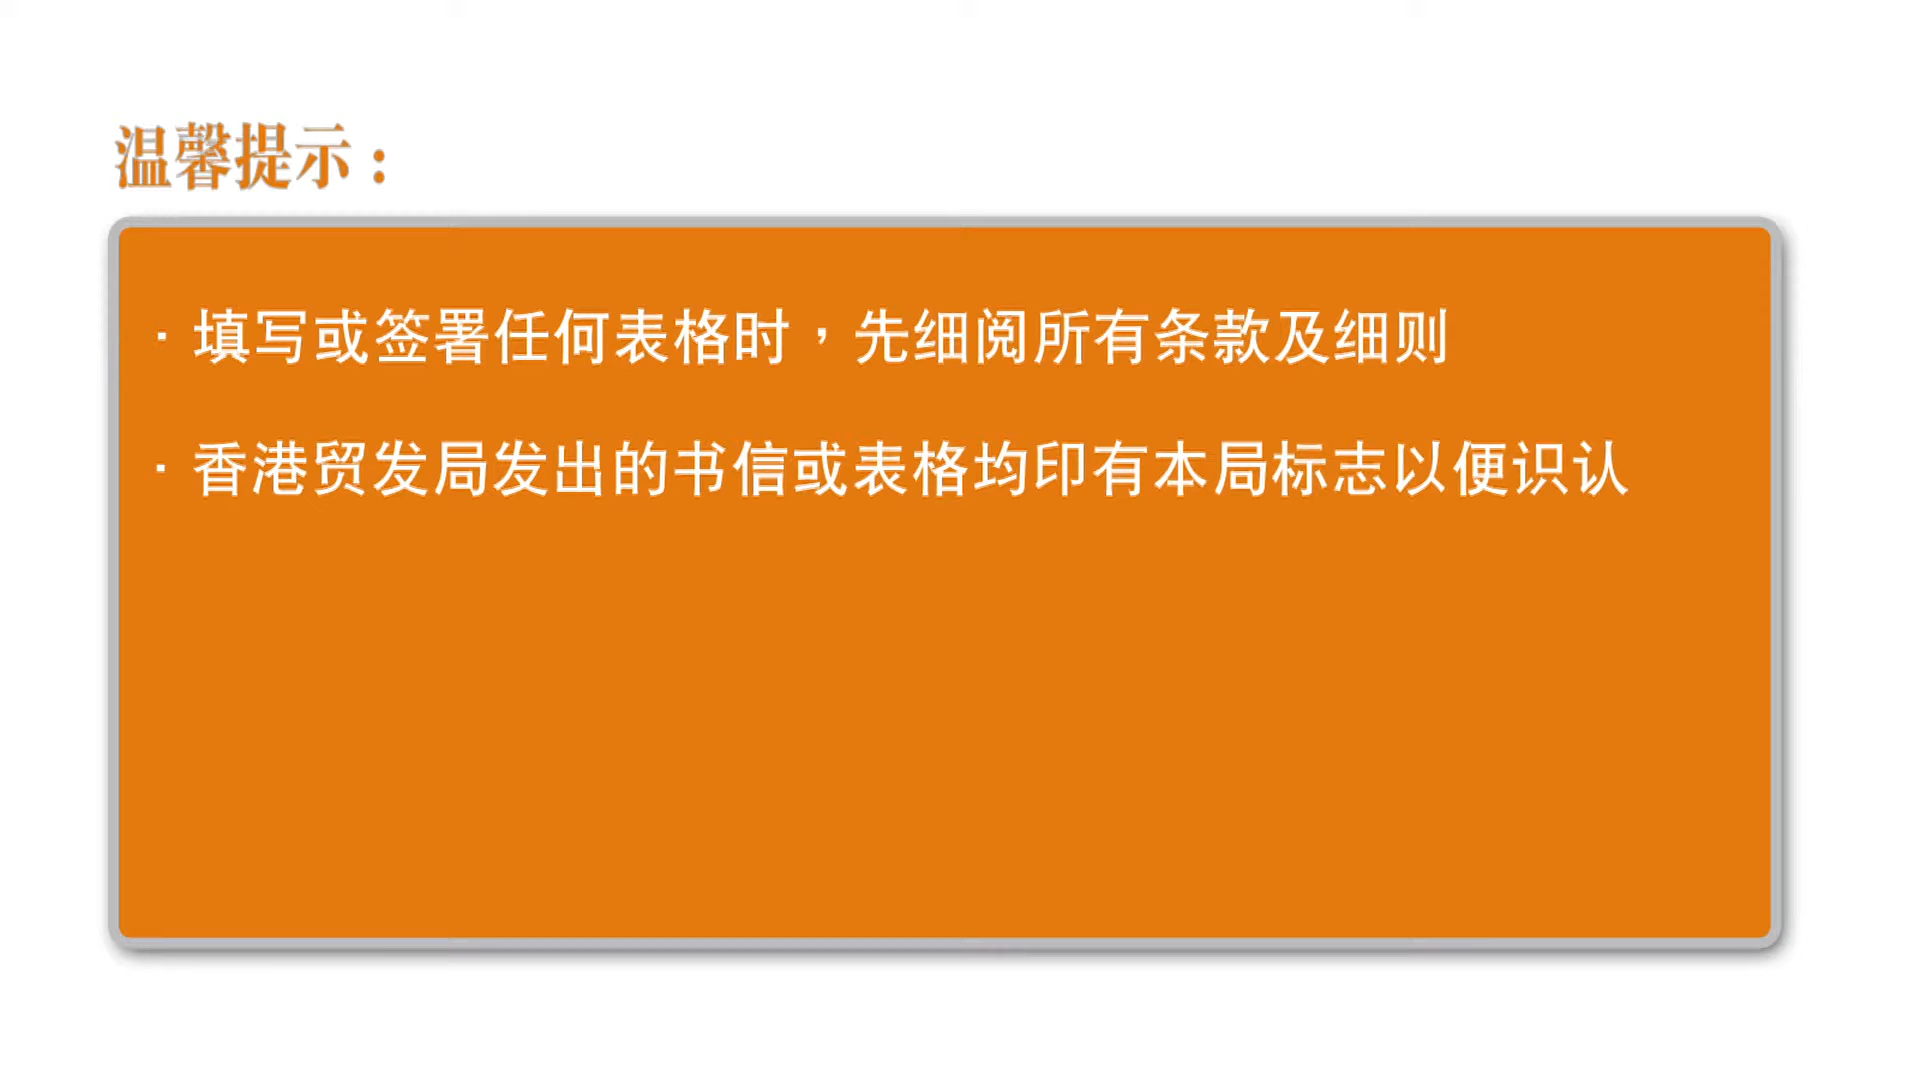 温馨提示：
· 填写或签署任何表格时，先细阅所有条款及细则
· 香港贸发局发出的书信或表格均印有本局标志以便识认